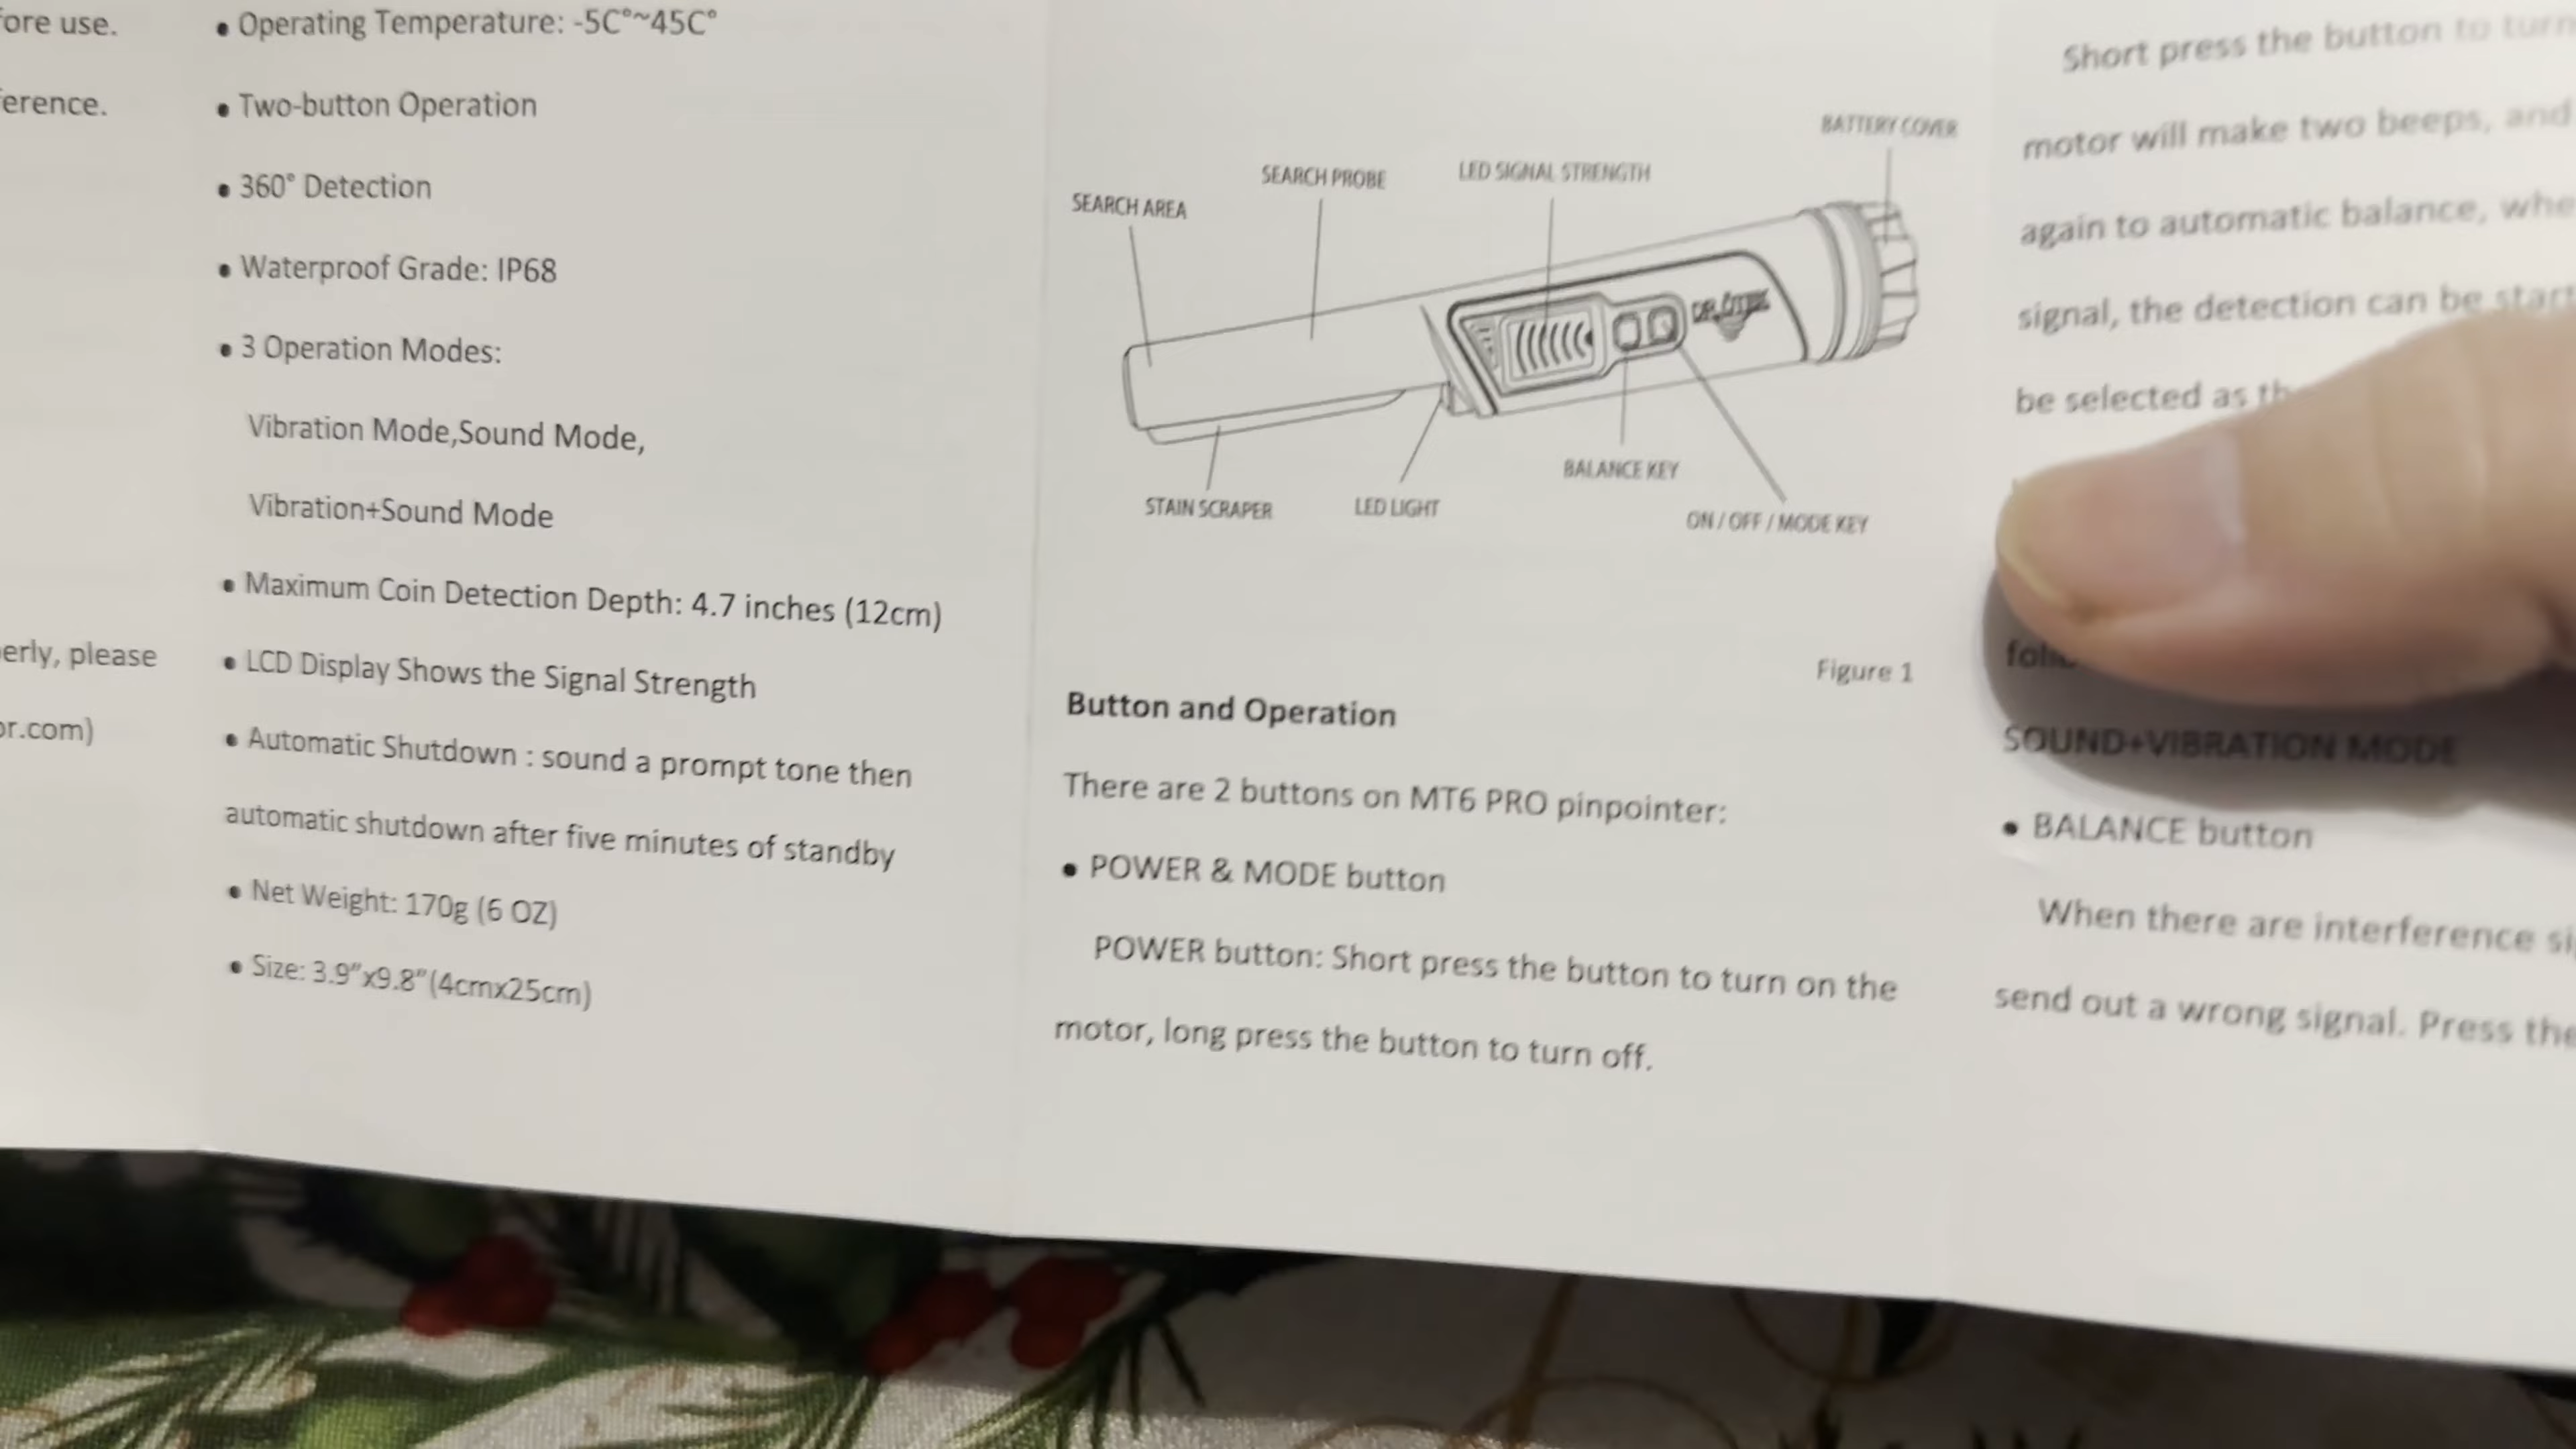 fore use.
ference.
erly, please
or.com)
• Operating Temperature: -5C°~45C°
• Two-button Operation
• 360° Detection
• Waterproof Grade: IP68
• 3 Operation Modes:
Vibration Mode,Sound Mode,
Vibration+Sound Mode
• Maximum Coin Detection Depth: 4.7 inches (12cm)
• LCD Display Shows the Signal Strength
• Automatic Shutdown : sound a prompt tone then
automatic shutdown after five minutes of standby
• Net Weight: 170g (6 OZ)
• Size: 3.9”x9.8”(4cmx25cm)
BATTERY COVER
LED SIGNAL STRENGTH
SEARCH PROBE
SEARCH AREA
BALANCE KEY
STAIN SCRAPER
LED LIGHT
ON / OFF / MODE KEY
Figure 1
Button and Operation
There are 2 buttons on MT6 PRO pinpointer:
• POWER & MODE button
POWER button: Short press the button to turn on the
motor, long press the button to turn off.
Short press the button to turn
motor will make two beeps, and
again to automatic balance, whe
signal, the detection can be start
be selected as th
SOUND+VIBRATION MODE
• BALANCE button
When there are interference si
send out a wrong signal. Press the